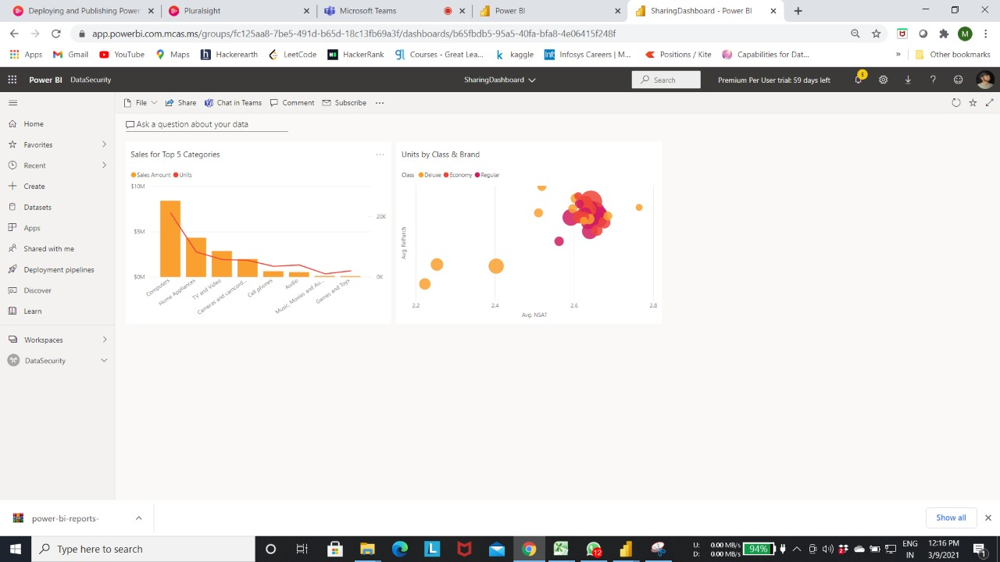 Deploying and Publishing Power
Pluralsight
Microsoft Teams
Power BI
SharingDashboard - Power BI
app.powerbi.com.mcas.ms/groups/fc125aa8-7be5-491d-b65d-18c13fb69a3f/dashboards/b65fbdb5-95a5-40fa-bfa8-4e06415f248f
M
Apps
Gmail
YouTube
Maps
Hackerearth
LeetCode
HackerRank
Courses - Great Lea...
kaggle
Infosys Careers | M...
Positions / Kite
Capabilities for Dat...
»
Other bookmarks
Power BI
DataSecurity
SharingDashboard
Search
Premium Per User trial: 59 days left
5
File
Share
Chat in Teams
Comment
Subscribe
Ask a question about your data
Home
Favorites
Recent
Create
Datasets
Apps
Shared with me
Deployment pipelines
Discover
Learn
Workspaces
DataSecurity
Sales for Top 5 Categories
Sales Amount
Units
$10M
$5M
$0M
20K
0K
Computers
Home Appliances
TV and Video
Cameras and camcord...
Cell phones
Audio
Music, Movies and Au...
Games and Toys
Units by Class & Brand
Class
Deluxe
Economy
Regular
Avg. RePurch
2.2
2.4
2.6
2.8
Avg. NSAT
power-bi-reports-
Show all
Type here to search
12
U: 0.00 MB/s
D: 0.00 MB/s
94%
ENG
IN
12:16 PM
3/9/2021
1